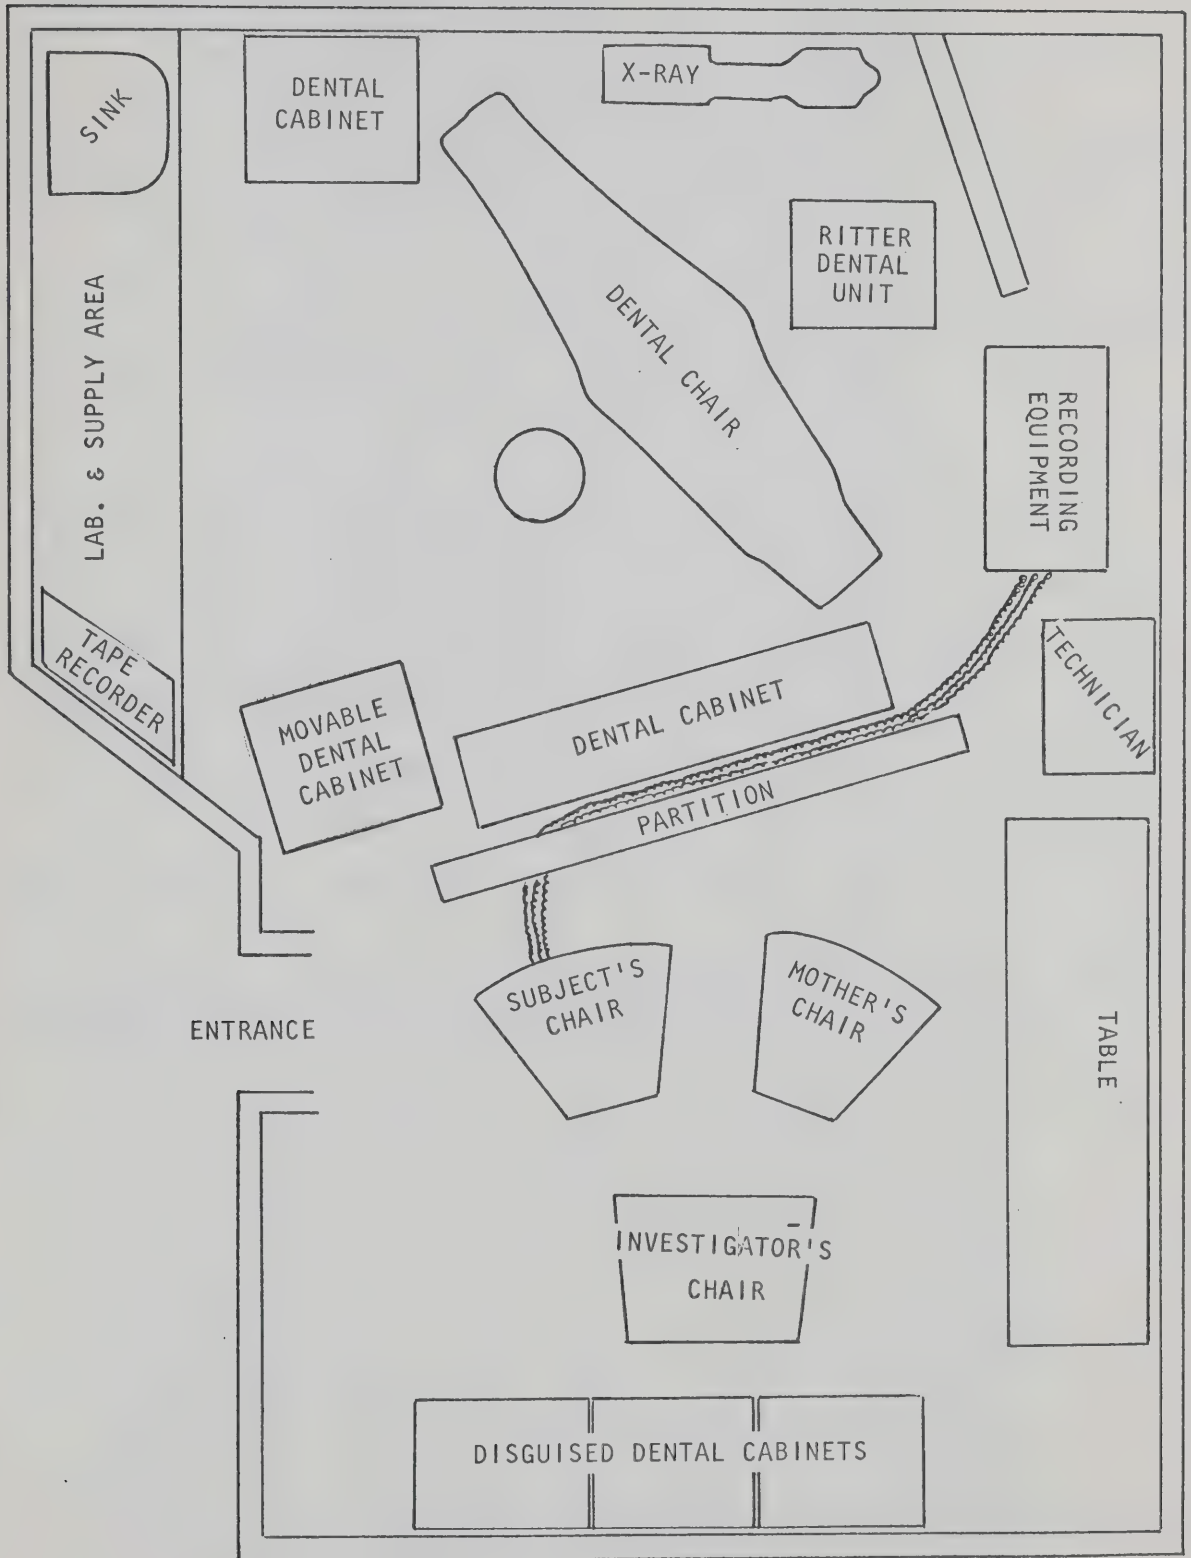 SINK
DENTAL
CABINET
X-RAY
RITTER
DENTAL
UNIT
DENTAL CHAIR
LAB. & SUPPLY AREA
RECORDING
EQUIPMENT
TAPE
RECORDER
TECHNICIAN
MOVABLE
DENTAL
CABINET
DENTAL CABINET
PARTITION
SUBJECT'S
CHAIR
MOTHER'S
CHAIR
ENTRANCE
TABLE
INVESTIGATOR'S
CHAIR
DISGUISED DENTAL CABINETS